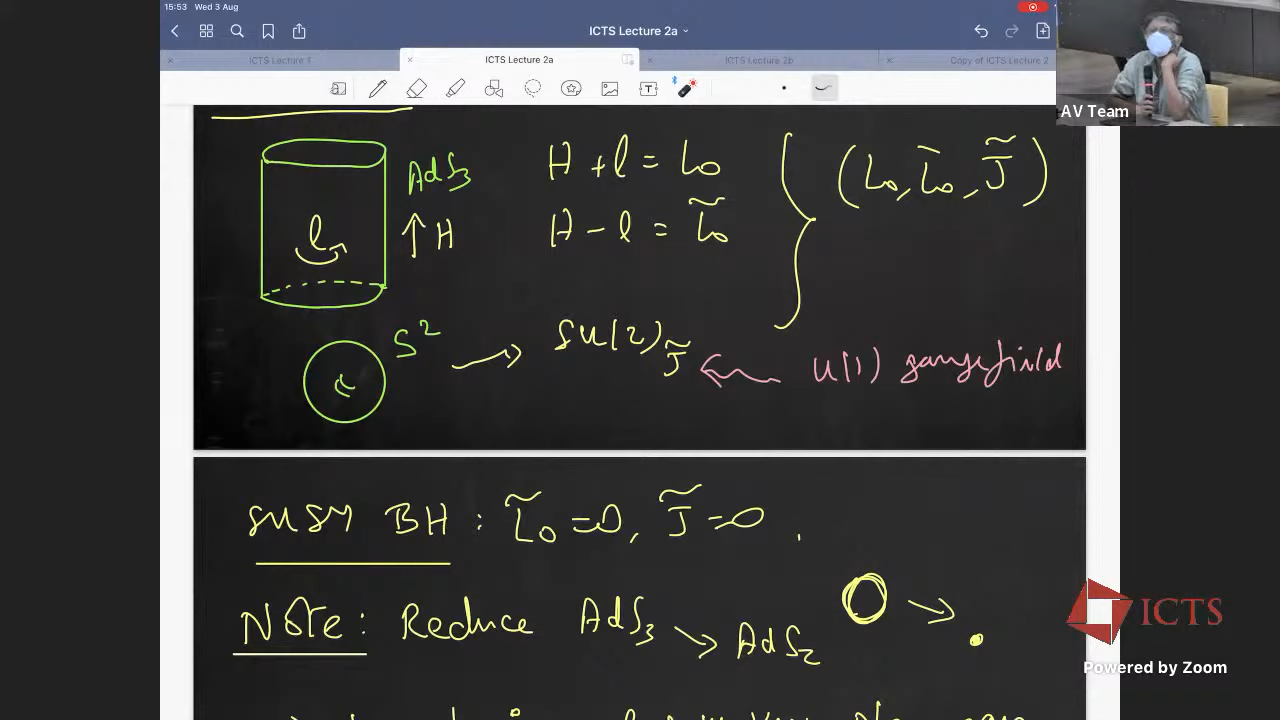 15:53 Wed 3 Aug
ICTS Lecture 2a
ICTS Lecture 1
ICTS Lecture 2a
ICTS Lecture 2b
Copy of ICTS Lecture 2
AV Team
AdS₃
l
↑ H
H + l = L₀
H - l = L̃₀
(L₀, L̄₀, J̃)
S² → SU(2)_J̃ ← U(1) gauge field
SUSY BH : L̃₀ = 0, J̃ = 0 .
Note: Reduce AdS₃ → AdS₂
ICTS
Powered by Zoom